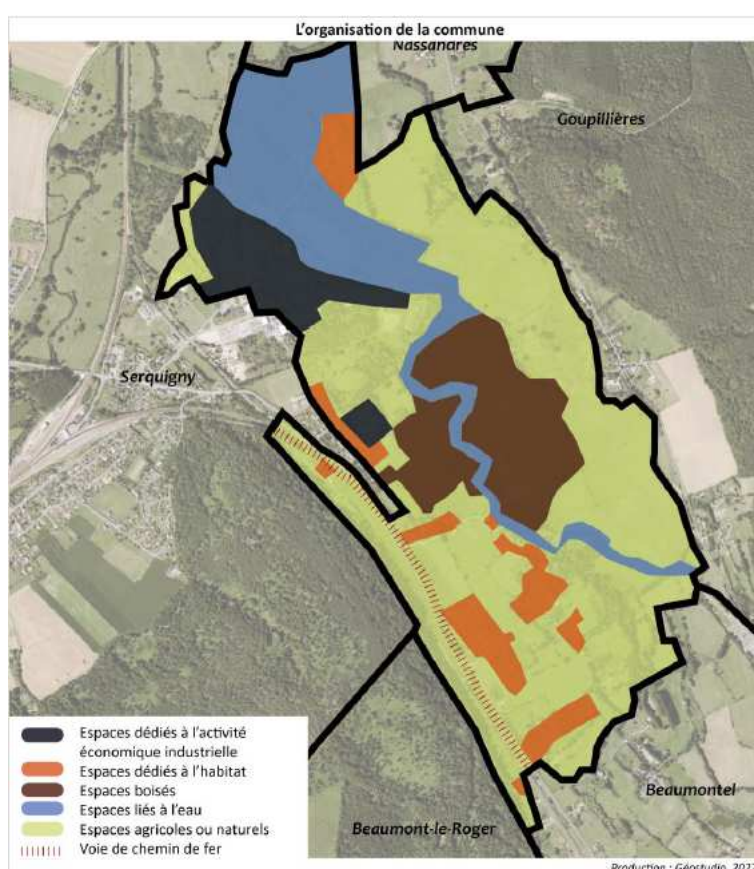 L'organisation de la commune
Nassandres
Goupillières
Serquigny
Espaces dédiés à l'activité
économique industrielle
Espaces dédiés à l'habitat
Espaces boisés
Espaces liés à l'eau
Espaces agricoles ou naturels
Voie de chemin de fer
Beaumontel
Beaumont-le-Roger
Production : Géostudio, 202